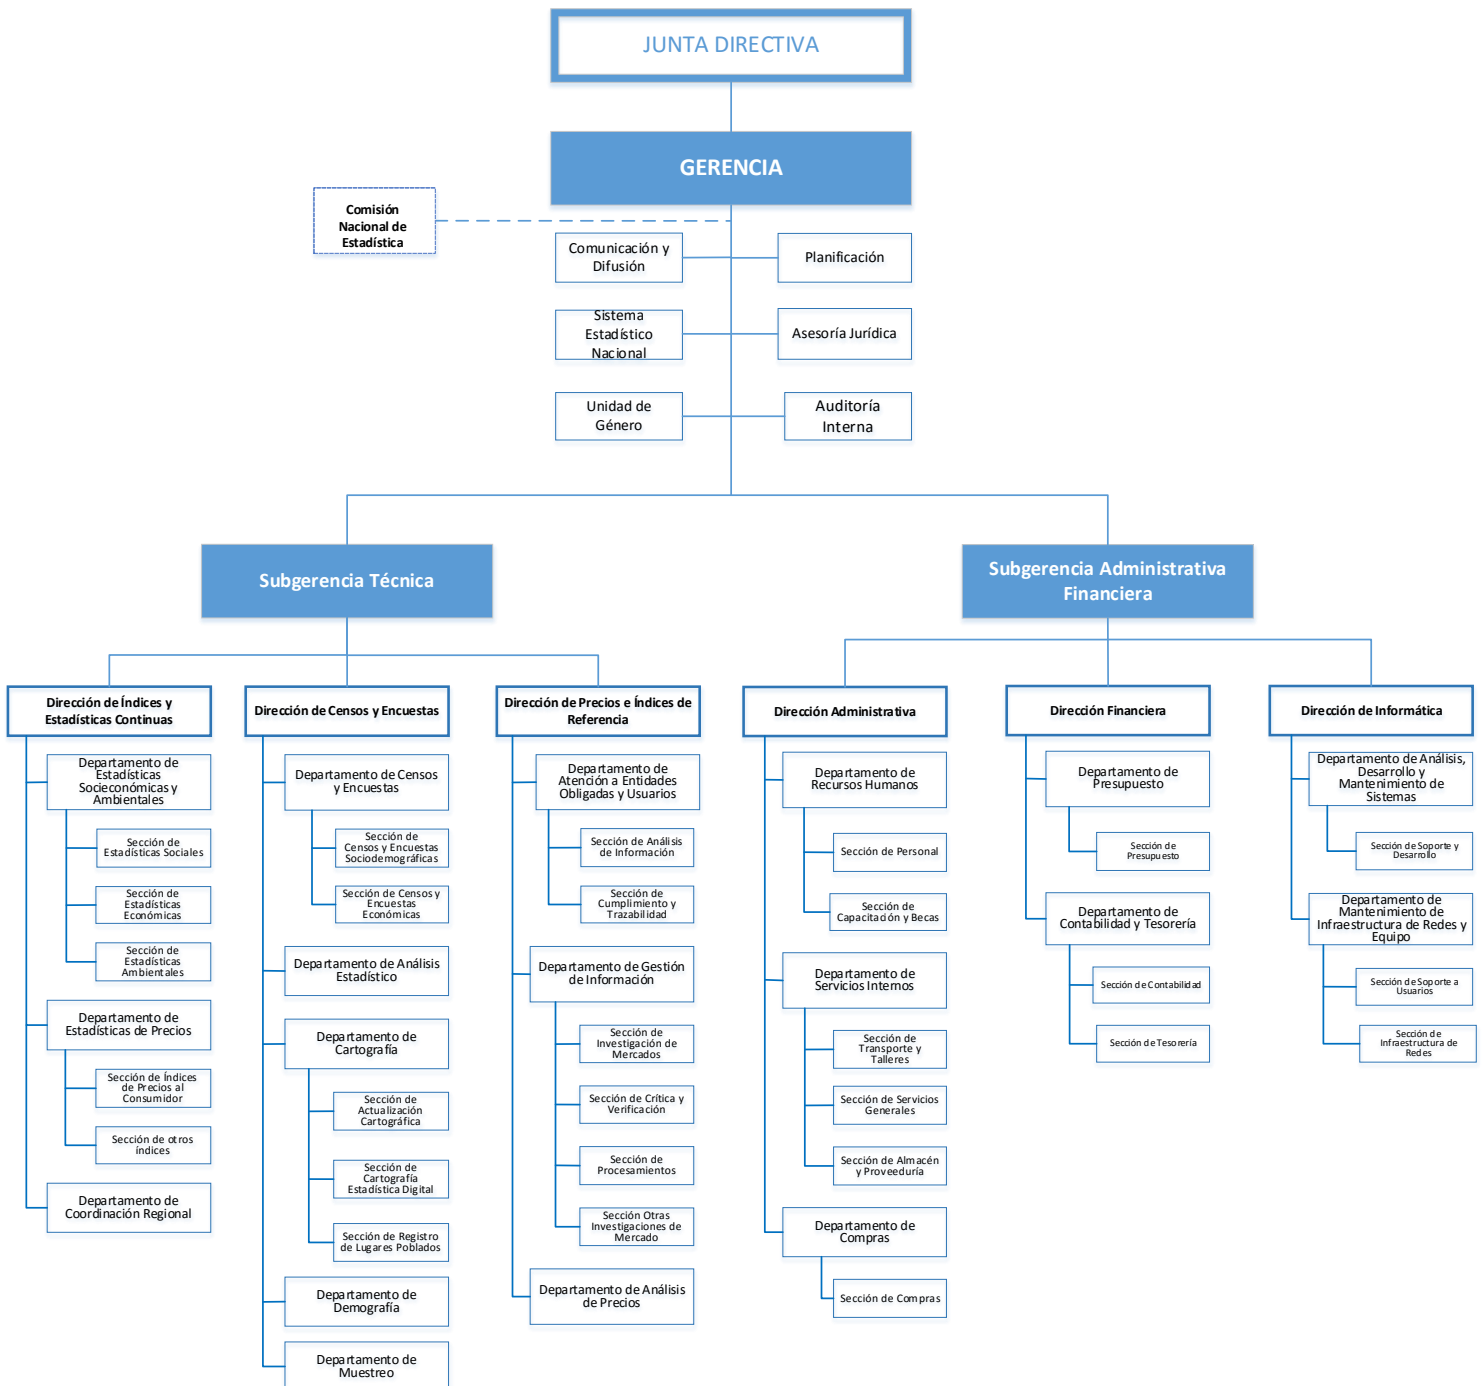 JUNTA DIRECTIVA
GERENCIA
Comisión
Nacional de
Estadística
Comunicación y
Difusión
Planificación
Sistema
Estadístico
Nacional
Asesoría Jurídica
Unidad de
Género
Auditoría
Interna
Subgerencia Técnica
Subgerencia Administrativa
Financiera
Dirección de Índices y
Estadísticas Continuas
Departamento de
Estadísticas
Socieconómicas y
Ambientales
Sección de
Estadísticas Sociales
Sección de
Estadísticas
Económicas
Sección de
Estadísticas
Ambientales
Departamento de
Estadísticas de Precios
Sección de Índices
de Precios al
Consumidor
Sección de otros
índices
Departamento de
Coordinación Regional
Dirección de Censos y Encuestas
Departamento de Censos
y Encuestas
Sección de
Censos y Encuestas
Sociodemográficas
Sección de Censos y
Encuestas
Económicas
Departamento de Análisis
Estadístico
Departamento de
Cartografía
Sección de
Actualización
Cartográfica
Sección de
Cartografía
Estadística Digital
Sección de Registro
de Lugares Poblados
Departamento de
Demografía
Departamento de
Muestreo
Dirección de Precios e Índices de
Referencia
Departamento de
Atención a Entidades
Obligadas y Usuarios
Sección de Análisis
de Información
Sección de
Cumplimiento y
Trazabilidad
Departamento de Gestión
de Información
Sección de
Investigación de
Mercados
Sección de Crítica y
Verificación
Sección de
Procesamientos
Sección Otras
Investigaciones de
Mercado
Departamento de Análisis
de Precios
Dirección Administrativa
Departamento de
Recursos Humanos
Sección de Personal
Sección de
Capacitación y Becas
Departamento de
Servicios Internos
Sección de
Transporte y
Talleres
Sección de Servicios
Generales
Sección de Almacén
y Proveeduría
Departamento de
Compras
Sección de Compras
Dirección Financiera
Departamento de
Presupuesto
Sección de
Presupuesto
Departamento de
Contabilidad y Tesorería
Sección de Contabilidad
Sección de Tesorería
Dirección de Informática
Departamento de Análisis,
Desarrollo y
Mantenimiento de
Sistemas
Sección de Soporte y
Desarrollo
Departamento de
Mantenimiento de
Infraestructura de Redes y
Equipo
Sección de Soporte a
Usuarios
Sección de
Infraestructura de
Redes